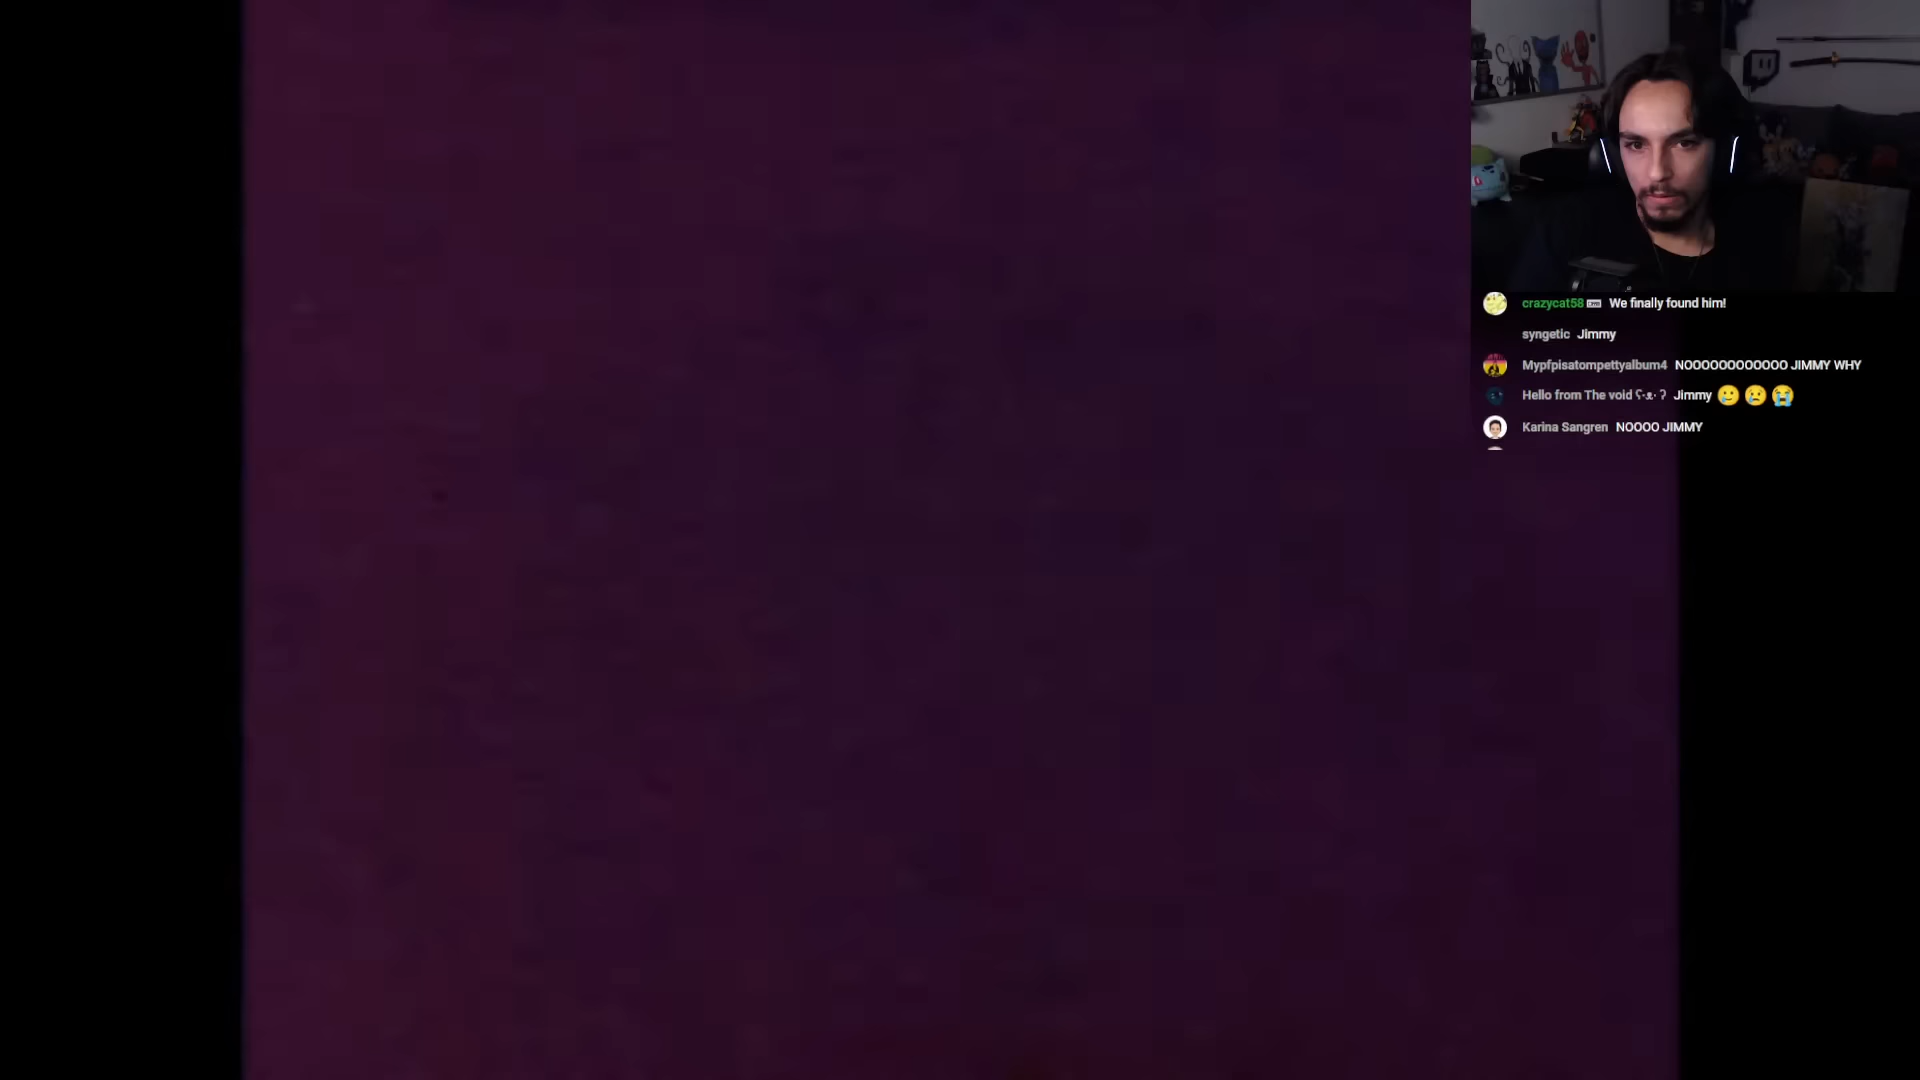 crazycat58 We finally found him!
syngetic Jimmy
Mypfpisatompettyalbum4 NOOOOOOOOOOOO JIMMY WHY
Hello from The void ʕ·ᴥ·ʔ Jimmy 🥲😢😭
Karina Sangren NOOOO JIMMY